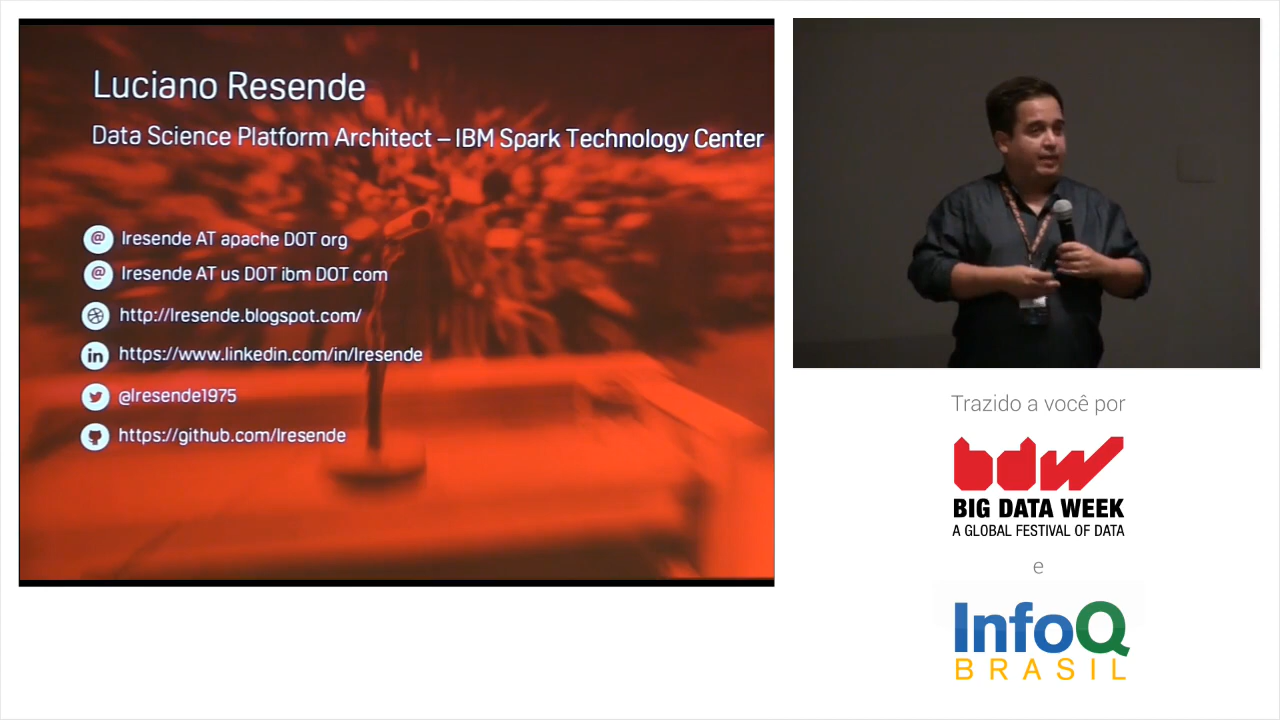 Luciano Resende
Data Science Platform Architect – IBM Spark Technology Center
@ lresende AT apache DOT org
@ lresende AT us DOT ibm DOT com
http://lresende.blogspot.com/
in https://www.linkedin.com/in/lresende
@lresende1975
https://github.com/lresende
Trazido a você por
bdw
BIG DATA WEEK
A GLOBAL FESTIVAL OF DATA
e
InfoQ
BRASIL